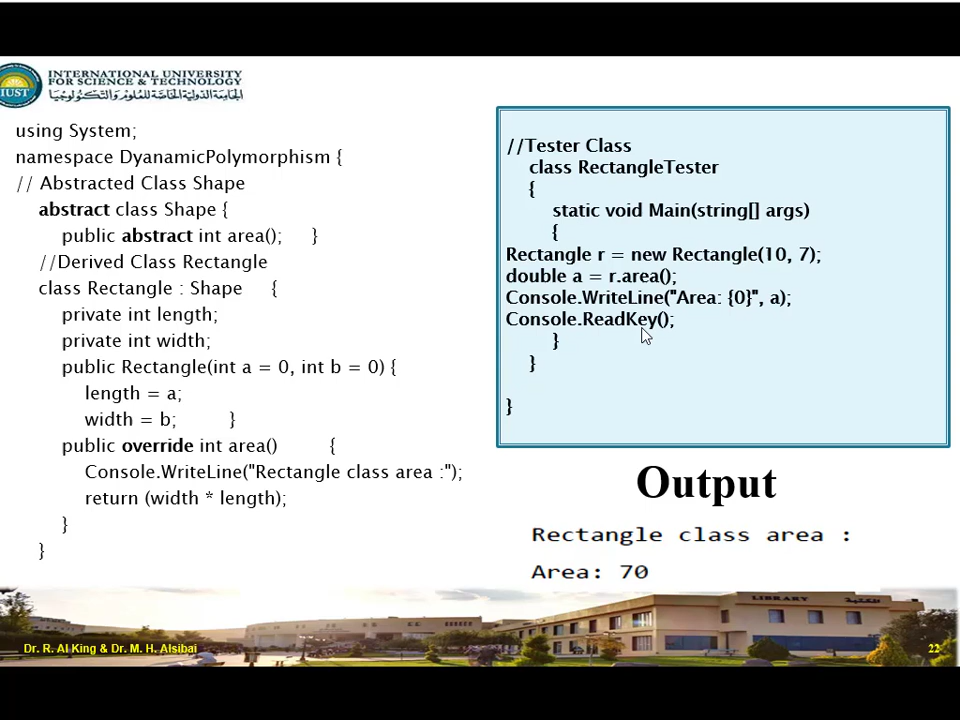 INTERNATIONAL UNIVERSITY
FOR SCIENCE & TECHNOLOGY
الجامعة الدولية الخاصة للعلوم والتكنولوجيا
IUST
using System;
namespace DyanamicPolymorphism {
// Abstracted Class Shape
abstract class Shape {
public abstract int area(); }
//Derived Class Rectangle
class Rectangle : Shape {
private int length;
private int width;
public Rectangle(int a = 0, int b = 0) {
length = a;
width = b; }
public override int area() {
Console.WriteLine("Rectangle class area :");
return (width * length);
}
}
//Tester Class
class RectangleTester
{
static void Main(string[] args)
{
Rectangle r = new Rectangle(10, 7);
double a = r.area();
Console.WriteLine("Area: {0}", a);
Console.ReadKey();
}
}
}
Output
Rectangle class area :
Area: 70
LIBRARY
Dr. R. Al King & Dr. M. H. Alsibai
22